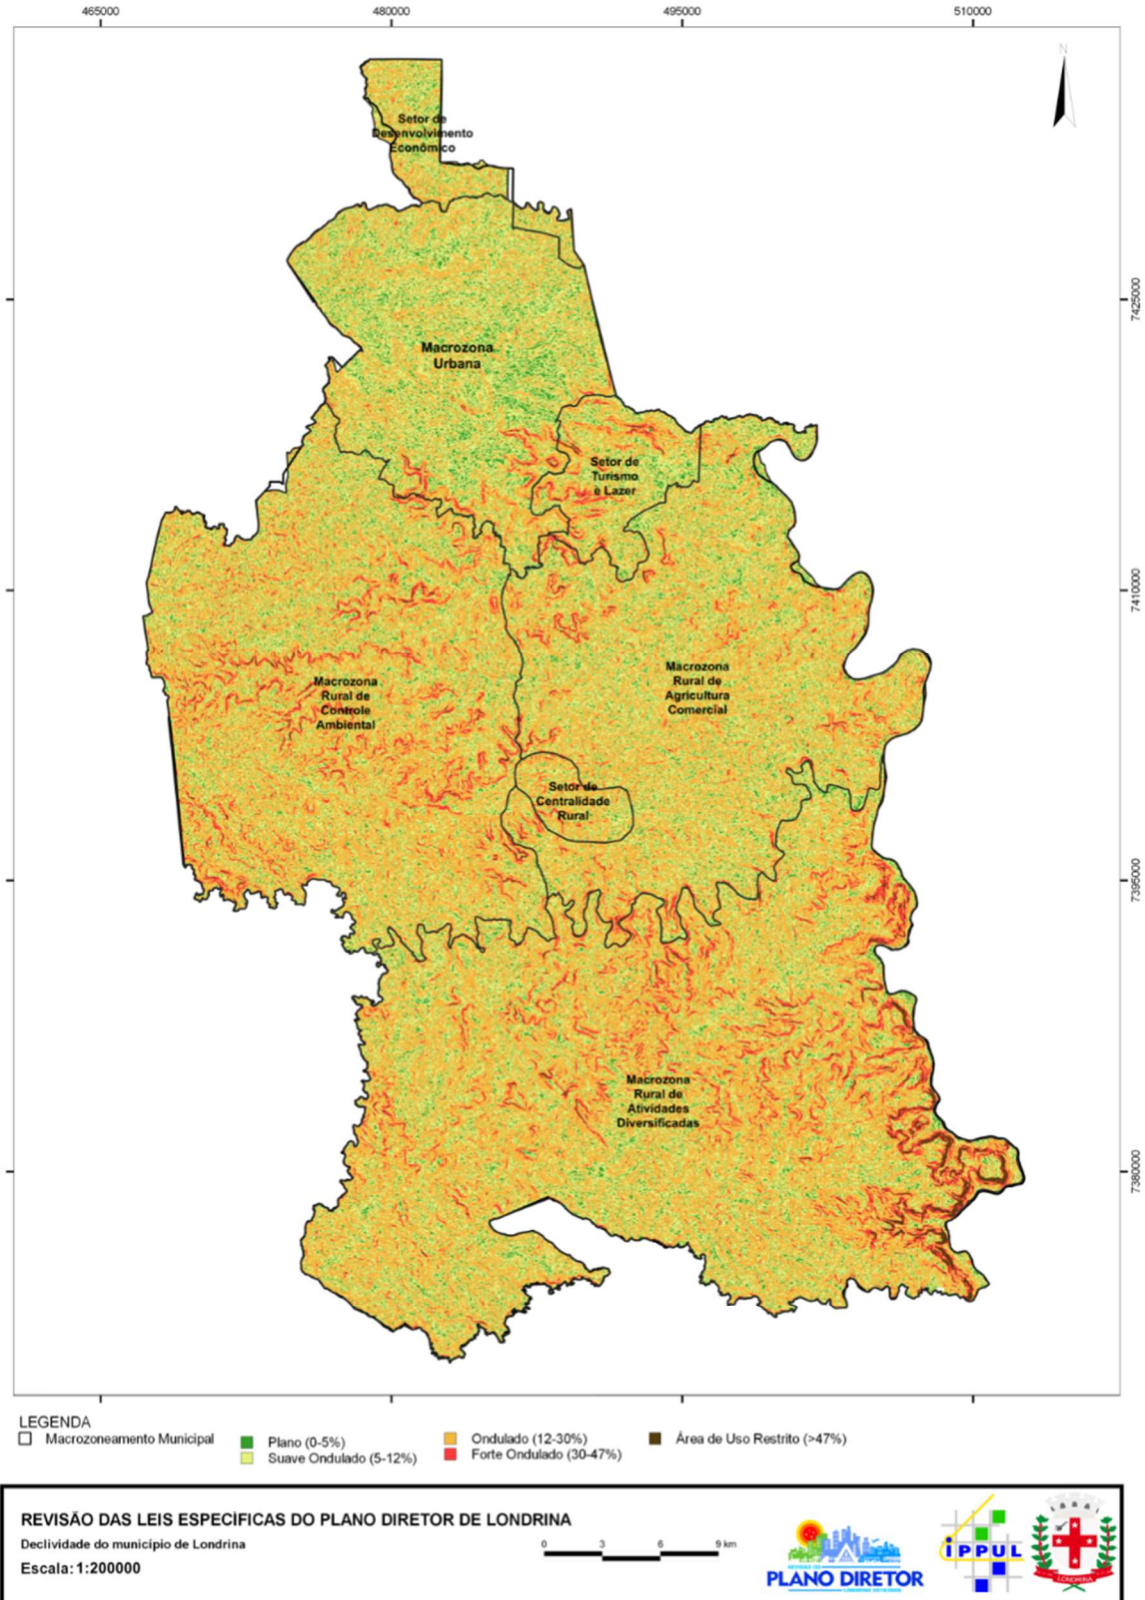 465000
480000
495000
510000
N
Setor de
Desenvolvimento
Econômico
7425000
Macrozona
Urbana
Setor de
Turismo
e Lazer
7410000
Macrozona
Rural de
Controle
Ambiental
Macrozona
Rural de
Agricultura
Comercial
Setor de
Centralidade
Rural
7395000
Macrozona
Rural de
Atividades
Diversificadas
7380000
LEGENDA
Macrozoneamento Municipal
Plano (0-5%)
Suave Ondulado (5-12%)
Ondulado (12-30%)
Forte Ondulado (30-47%)
Área de Uso Restrito (>47%)
REVISÃO DAS LEIS ESPECÍFICAS DO PLANO DIRETOR DE LONDRINA
Declividade do município de Londrina
Escala: 1:200000
0 3 6 9 km
PLANO DIRETOR
iPPUL
LONDRINA